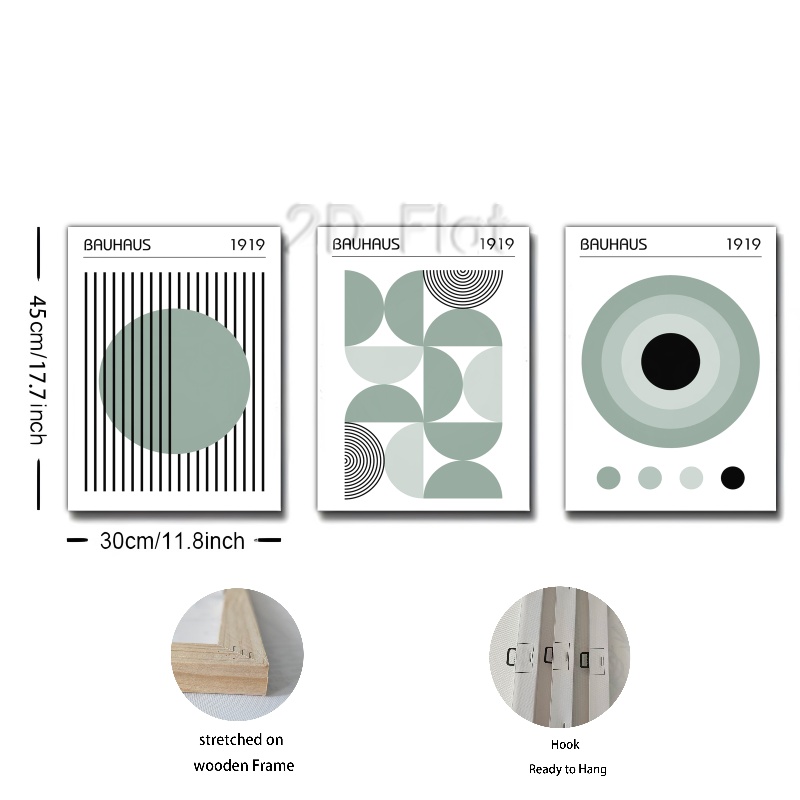 2D Flat
BAUHAUS 1919
BAUHAUS 1919
BAUHAUS 1919
45cm/17.7inch
30cm/11.8inch
stretched on
wooden Frame
Hook
Ready to Hang